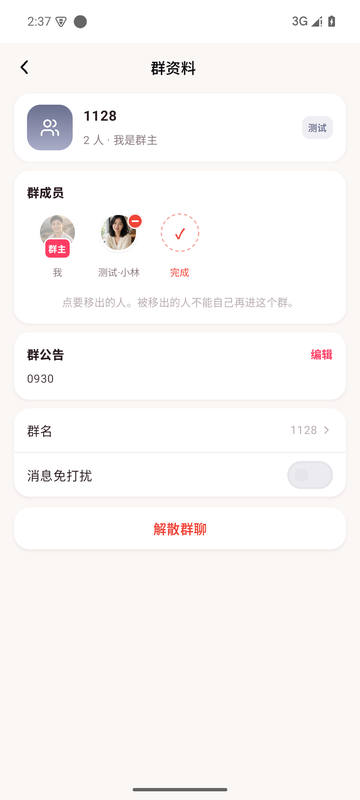 2:37
3G
群资料
1128
2 人 · 我是群主
测试
群成员
群主
我
测试·小林
完成
点要移出的人。被移出的人不能自己再进这个群。
群公告
编辑
0930
群名
1128
消息免打扰
解散群聊